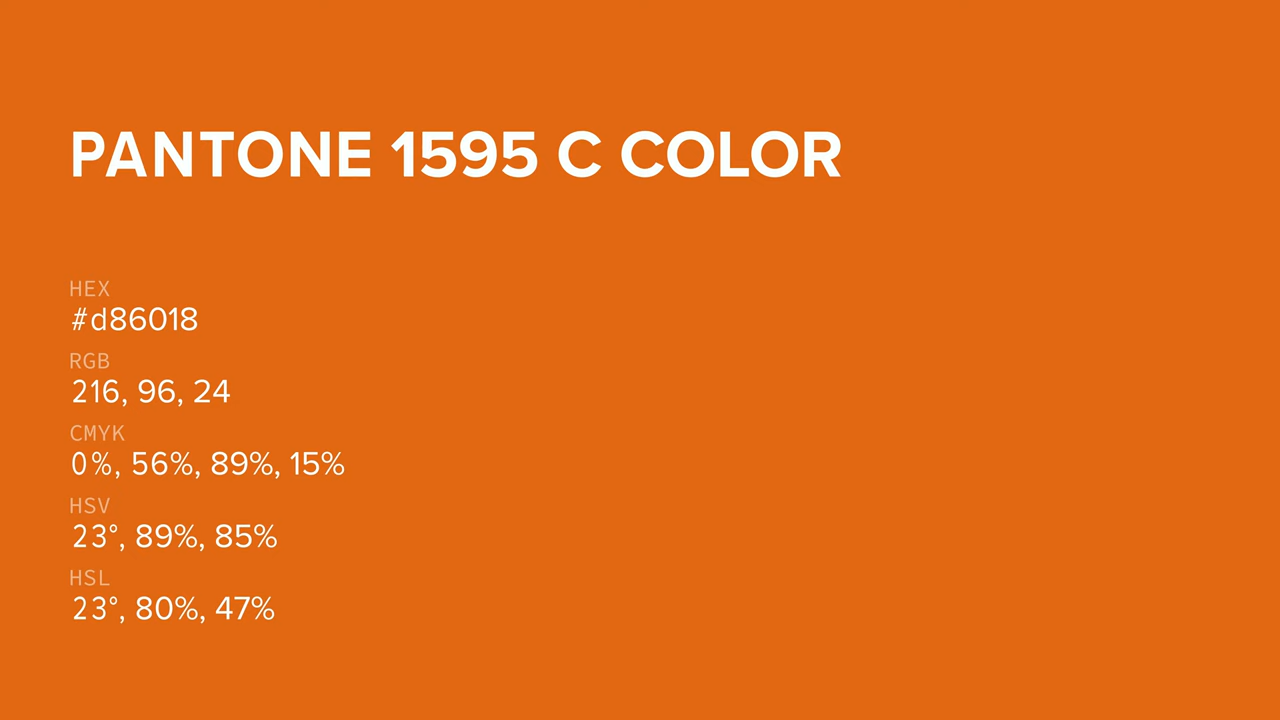 PANTONE 1595 C COLOR
HEX
#d86018
RGB
216, 96, 24
CMYK
0%, 56%, 89%, 15%
HSV
23°, 89%, 85%
HSL
23°, 80%, 47%